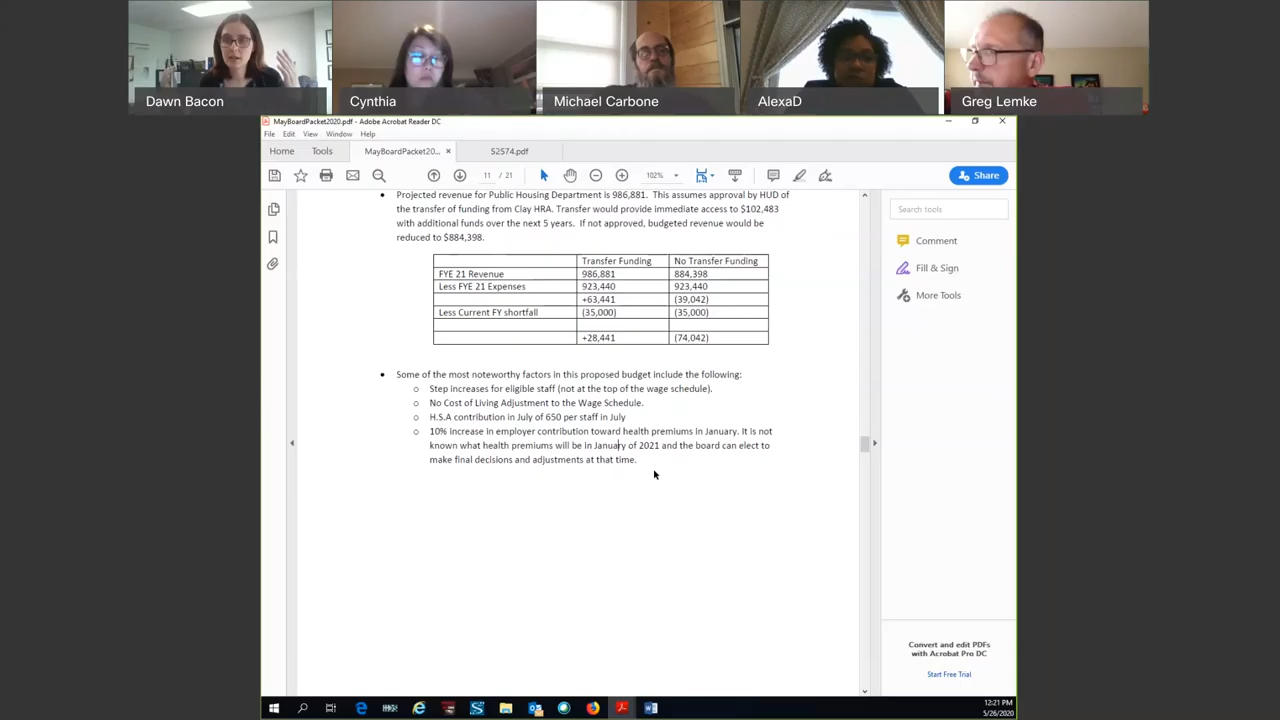 Dawn Bacon
Cynthia
Michael Carbone
AlexaD
Greg Lemke
MayBoardPacket2020.pdf - Adobe Acrobat Reader DC
File Edit View Window Help
Home Tools MayBoardPacket20... × 52574.pdf
11 / 21 102% Share
Projected revenue for Public Housing Department is 986,881. This assumes approval by HUD of
the transfer of funding from Clay HRA. Transfer would provide immediate access to $102,483
with additional funds over the next 5 years. If not approved, budgeted revenue would be
reduced to $884,398.
Transfer Funding No Transfer Funding
FYE 21 Revenue 986,881 884,398
Less FYE 21 Expenses 923,440 923,440
+63,441 (39,042)
Less Current FY shortfall (35,000) (35,000)
+28,441 (74,042)
Some of the most noteworthy factors in this proposed budget include the following:
Step increases for eligible staff (not at the top of the wage schedule).
No Cost of Living Adjustment to the Wage Schedule.
H.S.A contribution in July of 650 per staff in July
10% increase in employer contribution toward health premiums in January. It is not
known what health premiums will be in January of 2021 and the board can elect to
make final decisions and adjustments at that time.
Search tools
Comment
Fill & Sign
More Tools
Convert and edit PDFs
with Acrobat Pro DC
Start Free Trial
12:21 PM
5/26/2020